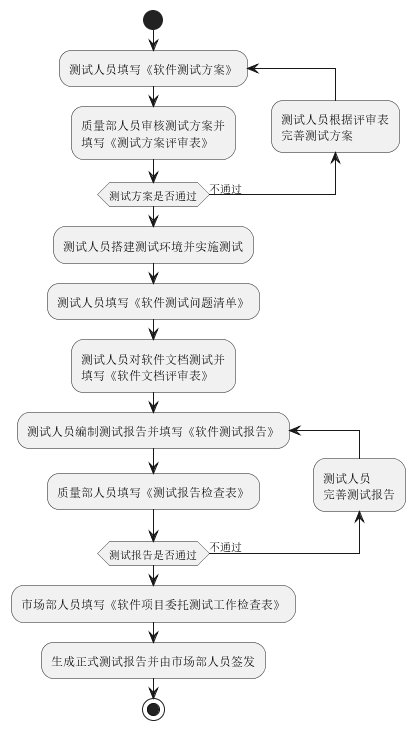 测试人员填写《软件测试方案》
质量部人员审核测试方案并
填写《测试方案评审表》
测试人员根据评审表
完善测试方案
测试方案是否通过
不通过
测试人员搭建测试环境并实施测试
测试人员填写《软件测试问题清单》
测试人员对软件文档测试并
填写《软件文档评审表》
测试人员编制测试报告并填写《软件测试报告》
质量部人员填写《测试报告检查表》
测试人员
完善测试报告
测试报告是否通过
不通过
市场部人员填写《软件项目委托测试工作检查表》
生成正式测试报告并由市场部人员签发